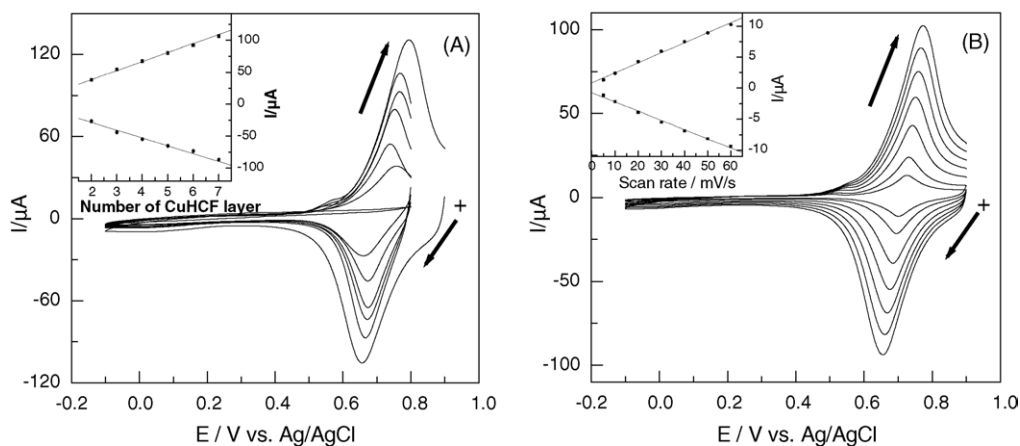 (A)
I/µA
120
60
0
-60
-120
-0.2 0.0 0.2 0.4 0.6 0.8 1.0
E / V vs. Ag/AgCl
+
100
50
0
-50
-100
I/µA
2 3 4 5 6 7
Number of CuHCF layer
(B)
I/µA
100
50
0
-50
-100
-0.2 0.0 0.2 0.4 0.6 0.8 1.0
E / V vs. Ag/AgCl
+
10
5
0
-5
-10
I/µA
0 10 20 30 40 50 60
Scan rate / mV/s